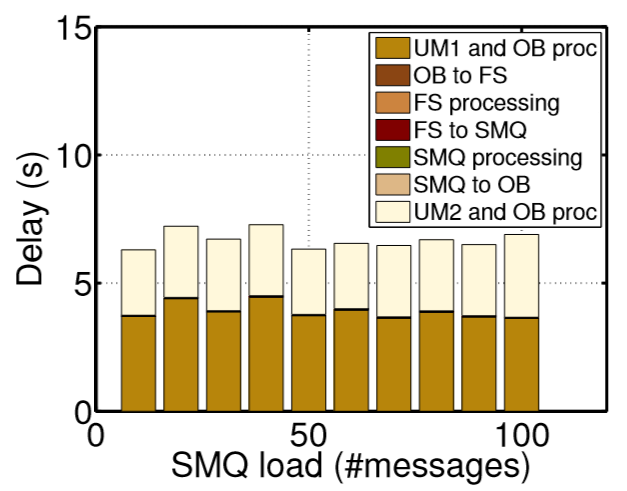 15
UM1 and OB proc
OB to FS
FS processing
FS to SMQ
SMQ processing
SMQ to OB
UM2 and OB proc
10
5
0
Delay (s)
0 50 100
SMQ load (#messages)